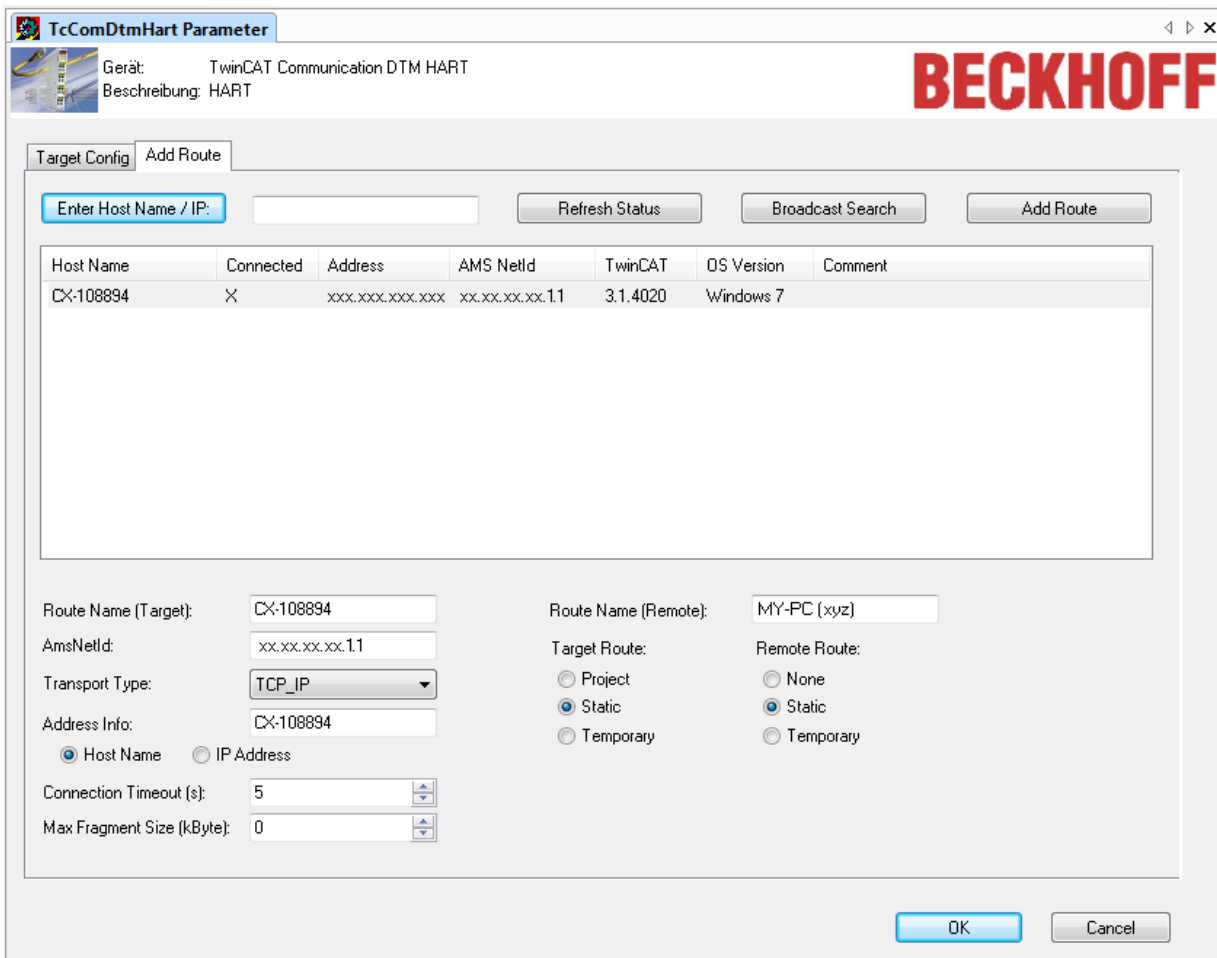 TcComDtmHart Parameter
Gerät: TwinCAT Communication DTM HART
Beschreibung: HART
BECKHOFF
Target Config Add Route
Enter Host Name / IP: Refresh Status Broadcast Search Add Route
Host Name Connected Address AMS NetId TwinCAT OS Version Comment
CX-108894 X xxx.xxx.xxx.xxx xx.xx.xx.xx.1.1 3.1.4020 Windows 7
Route Name (Target): CX-108894 Route Name (Remote): MY-PC (xyz)
AmsNetId: xx.xx.xx.xx.1.1 Target Route: Remote Route:
Transport Type: TCP_IP Project None
Address Info: CX-108894 Static Static
Host Name IP Address Temporary Temporary
Connection Timeout (s): 5
Max Fragment Size (kByte): 0
OK Cancel